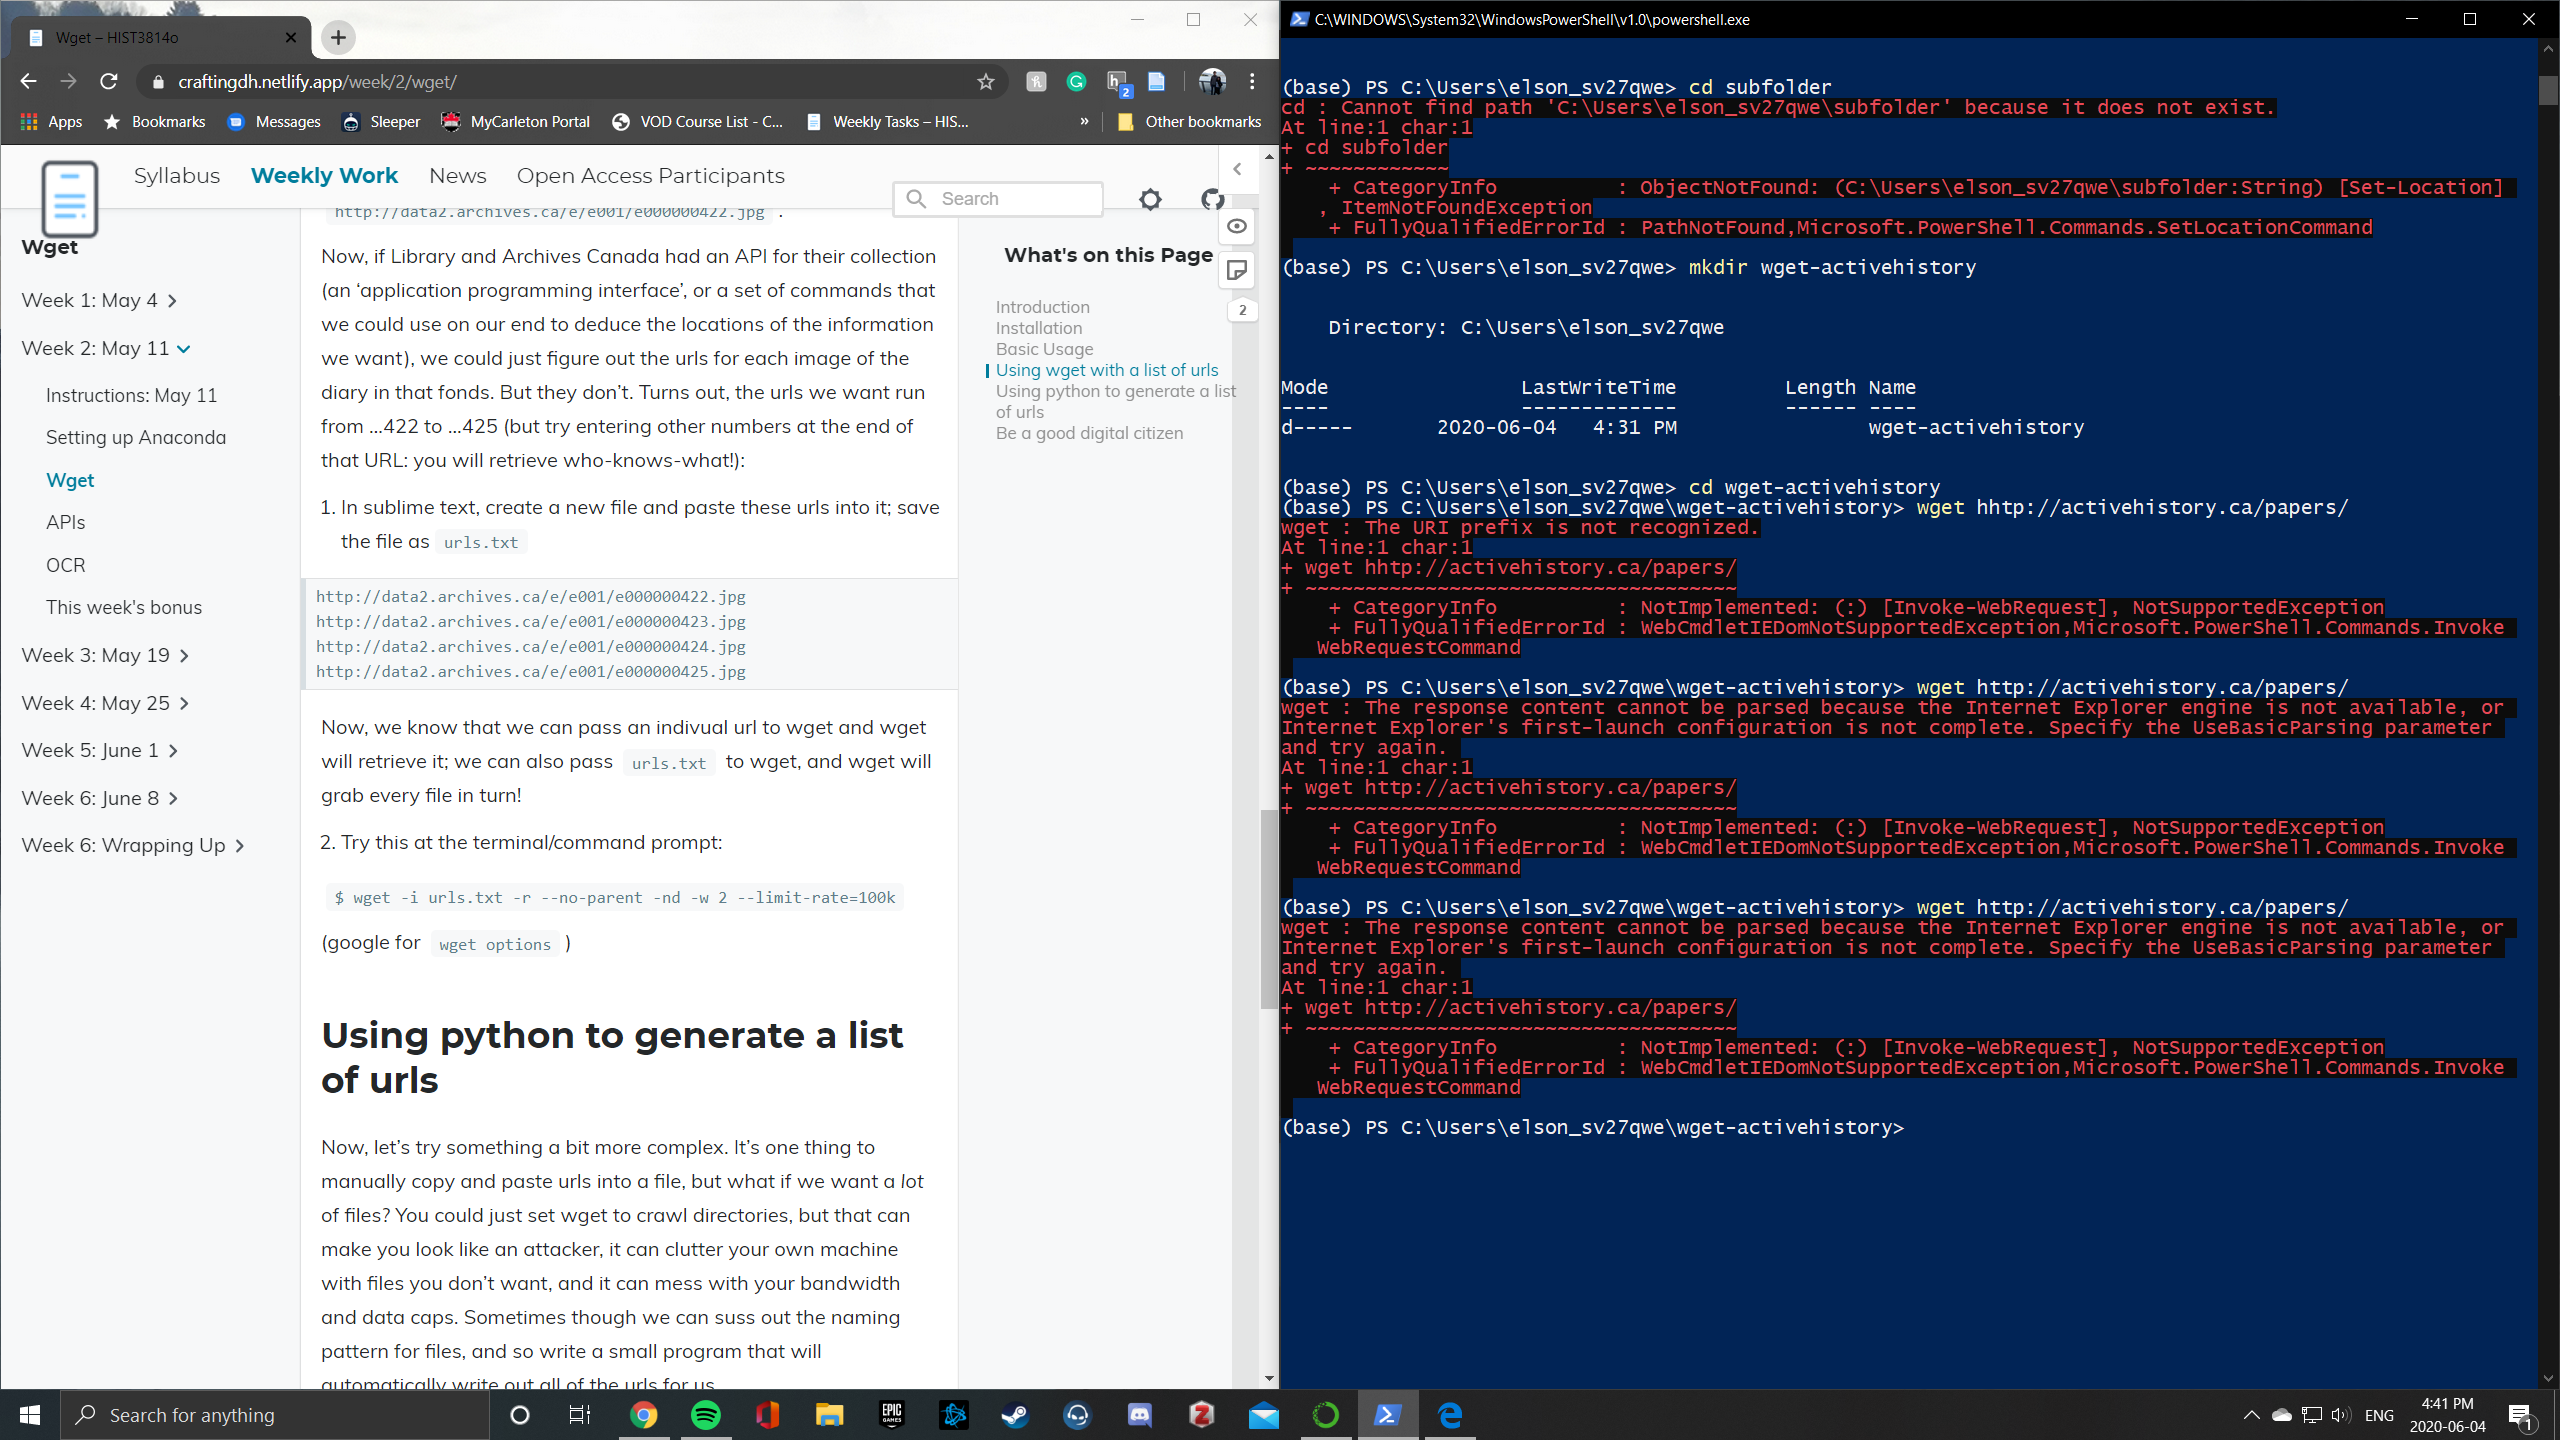 Wget – HIST3814o
craftingdh.netlify.app/week/2/wget/
2
Apps
Bookmarks
Messages
Sleeper
MyCarleton Portal
VOD Course List - C...
Weekly Tasks – HIS...
»
Other bookmarks
Syllabus
Weekly Work
News
Open Access Participants
Search
Wget
Week 1: May 4
Week 2: May 11
Instructions: May 11
Setting up Anaconda
Wget
APIs
OCR
This week's bonus
Week 3: May 19
Week 4: May 25
Week 5: June 1
Week 6: June 8
Week 6: Wrapping Up
http://data2.archives.ca/e/e001/e000000422.jpg .
Now, if Library and Archives Canada had an API for their collection
(an ‘application programming interface’, or a set of commands that
we could use on our end to deduce the locations of the information
we want), we could just figure out the urls for each image of the
diary in that fonds. But they don’t. Turns out, the urls we want run
from …422 to …425 (but try entering other numbers at the end of
that URL: you will retrieve who-knows-what!):
1. In sublime text, create a new file and paste these urls into it; save
the file as urls.txt
http://data2.archives.ca/e/e001/e000000422.jpg
http://data2.archives.ca/e/e001/e000000423.jpg
http://data2.archives.ca/e/e001/e000000424.jpg
http://data2.archives.ca/e/e001/e000000425.jpg
Now, we know that we can pass an indivual url to wget and wget
will retrieve it; we can also pass urls.txt to wget, and wget will
grab every file in turn!
2. Try this at the terminal/command prompt:
$ wget -i urls.txt -r --no-parent -nd -w 2 --limit-rate=100k
(google for wget options )
Using python to generate a list
of urls
Now, let’s try something a bit more complex. It’s one thing to
manually copy and paste urls into a file, but what if we want a lot
of files? You could just set wget to crawl directories, but that can
make you look like an attacker, it can clutter your own machine
with files you don’t want, and it can mess with your bandwidth
and data caps. Sometimes though we can suss out the naming
pattern for files, and so write a small program that will
automatically write out all of the urls for us.
What's on this Page
2
Introduction
Installation
Basic Usage
Using wget with a list of urls
Using python to generate a list
of urls
Be a good digital citizen
C:\WINDOWS\System32\WindowsPowerShell\v1.0\powershell.exe
(base) PS C:\Users\elson_sv27qwe> cd subfolder
cd : Cannot find path 'C:\Users\elson_sv27qwe\subfolder' because it does not exist.
At line:1 char:1
+ cd subfolder
+ ~~~~~~~~~~~~
+ CategoryInfo : ObjectNotFound: (C:\Users\elson_sv27qwe\subfolder:String) [Set-Location]
, ItemNotFoundException
+ FullyQualifiedErrorId : PathNotFound,Microsoft.PowerShell.Commands.SetLocationCommand
(base) PS C:\Users\elson_sv27qwe> mkdir wget-activehistory
Directory: C:\Users\elson_sv27qwe
Mode LastWriteTime Length Name
---- ------------- ------ ----
d----- 2020-06-04 4:31 PM wget-activehistory
(base) PS C:\Users\elson_sv27qwe> cd wget-activehistory
(base) PS C:\Users\elson_sv27qwe\wget-activehistory> wget hhtp://activehistory.ca/papers/
wget : The URI prefix is not recognized.
At line:1 char:1
+ wget hhtp://activehistory.ca/papers/
+ ~~~~~~~~~~~~~~~~~~~~~~~~~~~~~~~~~~~~
+ CategoryInfo : NotImplemented: (:) [Invoke-WebRequest], NotSupportedException
+ FullyQualifiedErrorId : WebCmdletIEDomNotSupportedException,Microsoft.PowerShell.Commands.Invoke
WebRequestCommand
(base) PS C:\Users\elson_sv27qwe\wget-activehistory> wget http://activehistory.ca/papers/
wget : The response content cannot be parsed because the Internet Explorer engine is not available, or
Internet Explorer's first-launch configuration is not complete. Specify the UseBasicParsing parameter
and try again.
At line:1 char:1
+ wget http://activehistory.ca/papers/
+ ~~~~~~~~~~~~~~~~~~~~~~~~~~~~~~~~~~~~
+ CategoryInfo : NotImplemented: (:) [Invoke-WebRequest], NotSupportedException
+ FullyQualifiedErrorId : WebCmdletIEDomNotSupportedException,Microsoft.PowerShell.Commands.Invoke
WebRequestCommand
(base) PS C:\Users\elson_sv27qwe\wget-activehistory> wget http://activehistory.ca/papers/
wget : The response content cannot be parsed because the Internet Explorer engine is not available, or
Internet Explorer's first-launch configuration is not complete. Specify the UseBasicParsing parameter
and try again.
At line:1 char:1
+ wget http://activehistory.ca/papers/
+ ~~~~~~~~~~~~~~~~~~~~~~~~~~~~~~~~~~~~
+ CategoryInfo : NotImplemented: (:) [Invoke-WebRequest], NotSupportedException
+ FullyQualifiedErrorId : WebCmdletIEDomNotSupportedException,Microsoft.PowerShell.Commands.Invoke
WebRequestCommand
(base) PS C:\Users\elson_sv27qwe\wget-activehistory>
Search for anything
EPIC
GAMES
ENG
4:41 PM
2020-06-04
1